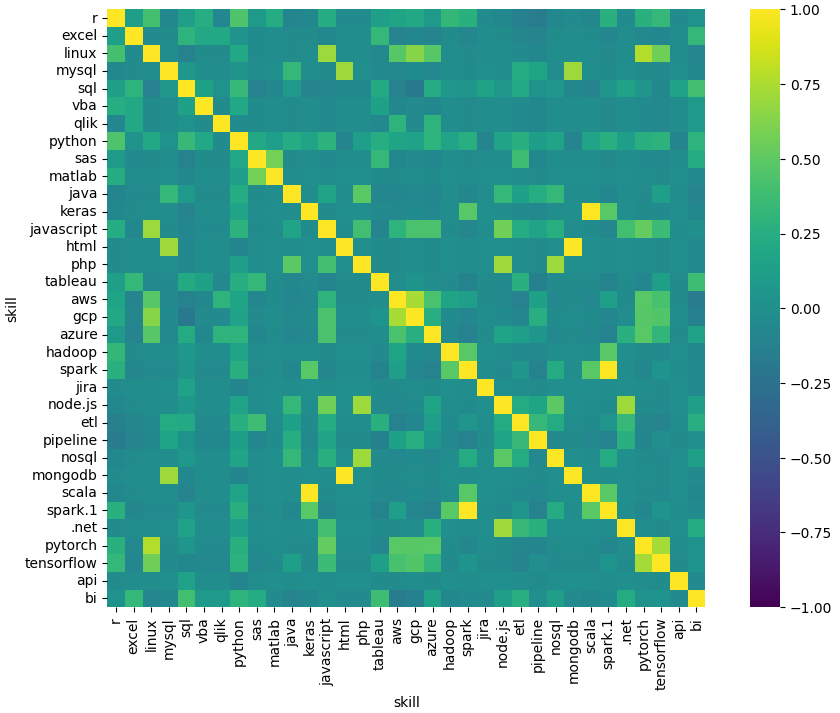 r
excel
linux
mysql
sql
vba
qlik
python
sas
matlab
java
keras
javascript
html
php
tableau
aws
gcp
azure
hadoop
spark
jira
node.js
etl
pipeline
nosql
mongodb
scala
spark.1
.net
pytorch
tensorflow
api
bi
skill
r
excel
linux
mysql
sql
vba
qlik
python
sas
matlab
java
keras
javascript
html
php
tableau
aws
gcp
azure
hadoop
spark
jira
node.js
etl
pipeline
nosql
mongodb
scala
spark.1
.net
pytorch
tensorflow
api
bi
skill
1.00
0.75
0.50
0.25
0.00
−0.25
−0.50
−0.75
−1.00